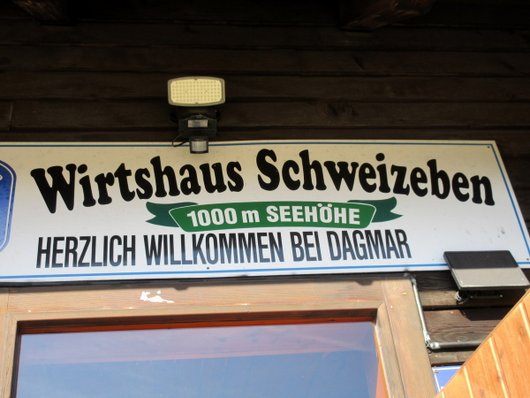 Wirtshaus Schweizeben
1000 m SEEHÖHE
HERZLICH WILLKOMMEN BEI DAGMAR